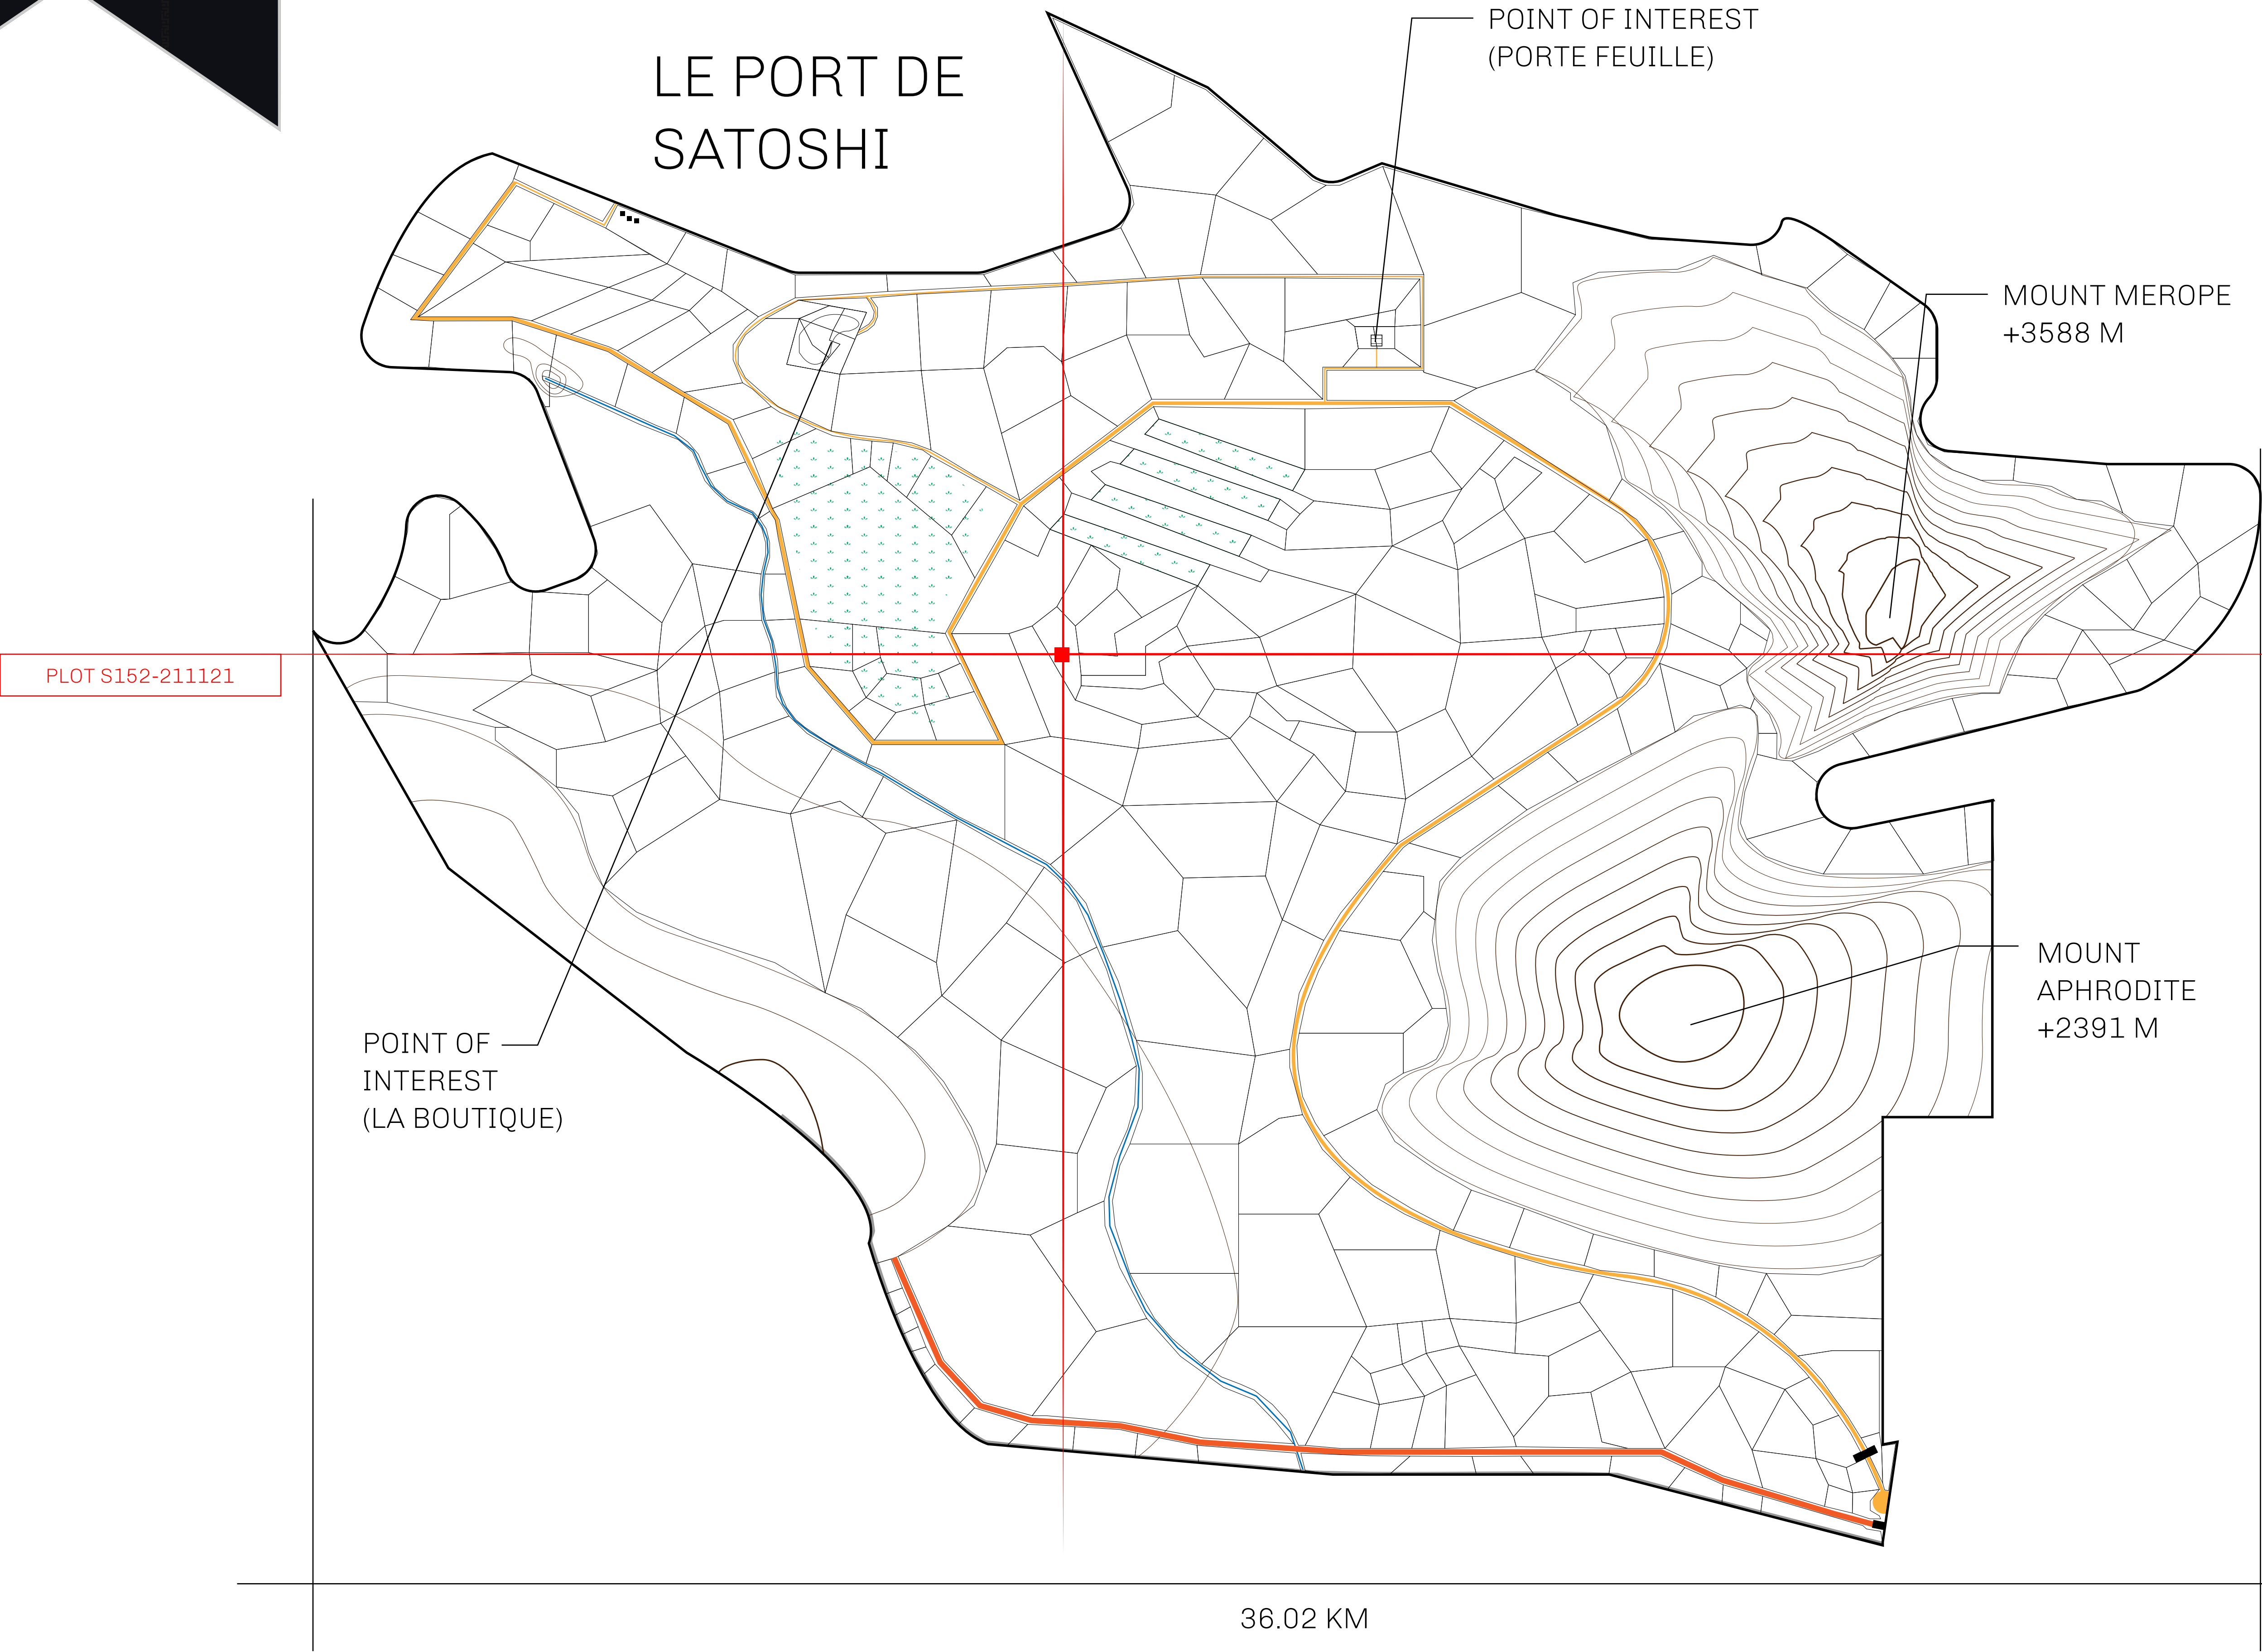 LE PORT DE
SATOSHI
POINT OF INTEREST
(PORTE FEUILLE)
MOUNT MEROPE
+3588 M
PLOT S152-211121
MOUNT
APHRODITE
+2391 M
POINT OF
INTEREST
(LA BOUTIQUE)
36.02 KM